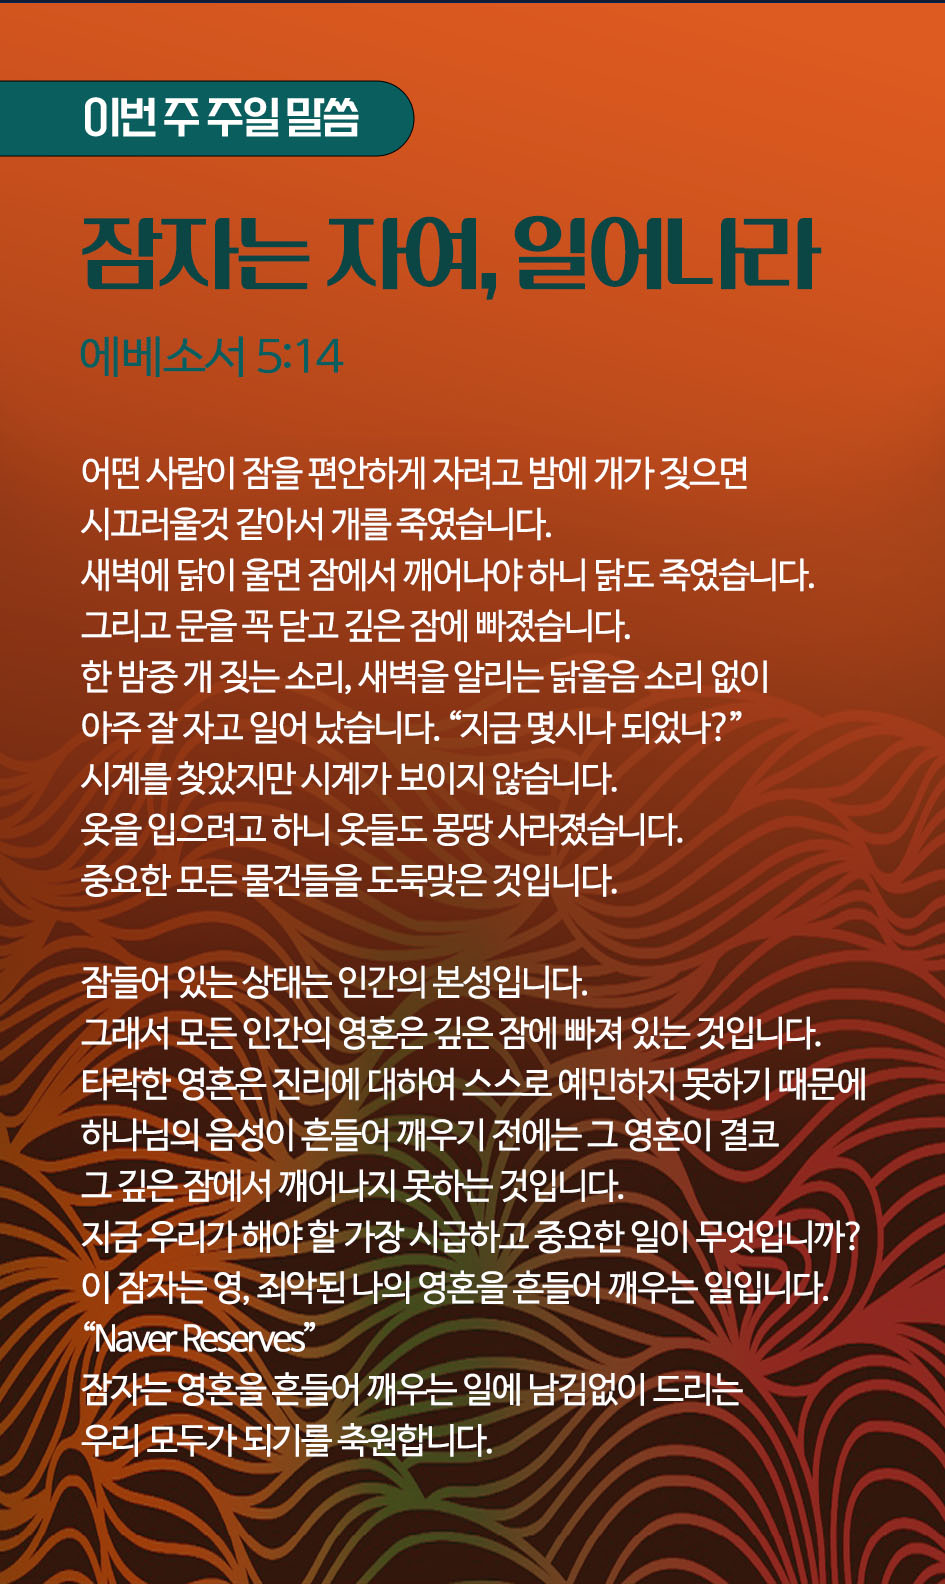 이번 주 주일 말씀
잠자는 자여, 일어나라
에베소서 5:14
어떤 사람이 잠을 편안하게 자려고 밤에 개가 짖으면
시끄러울것 같아서 개를 죽였습니다.
새벽에 닭이 울면 잠에서 깨어나야 하니 닭도 죽였습니다.
그리고 문을 꼭 닫고 깊은 잠에 빠졌습니다.
한 밤중 개 짖는 소리, 새벽을 알리는 닭울음 소리 없이
아주 잘 자고 일어 났습니다. “지금 몇시나 되었나?”
시계를 찾았지만 시계가 보이지 않습니다.
옷을 입으려고 하니 옷들도 몽땅 사라졌습니다.
중요한 모든 물건들을 도둑맞은 것입니다.
잠들어 있는 상태는 인간의 본성입니다.
그래서 모든 인간의 영혼은 깊은 잠에 빠져 있는 것입니다.
타락한 영혼은 진리에 대하여 스스로 예민하지 못하기 때문에
하나님의 음성이 흔들어 깨우기 전에는 그 영혼이 결코
그 깊은 잠에서 깨어나지 못하는 것입니다.
지금 우리가 해야 할 가장 시급하고 중요한 일이 무엇입니까?
이 잠자는 영, 죄악된 나의 영혼을 흔들어 깨우는 일입니다.
“Naver Reserves”
잠자는 영혼을 흔들어 깨우는 일에 남김없이 드리는
우리 모두가 되기를 축원합니다.